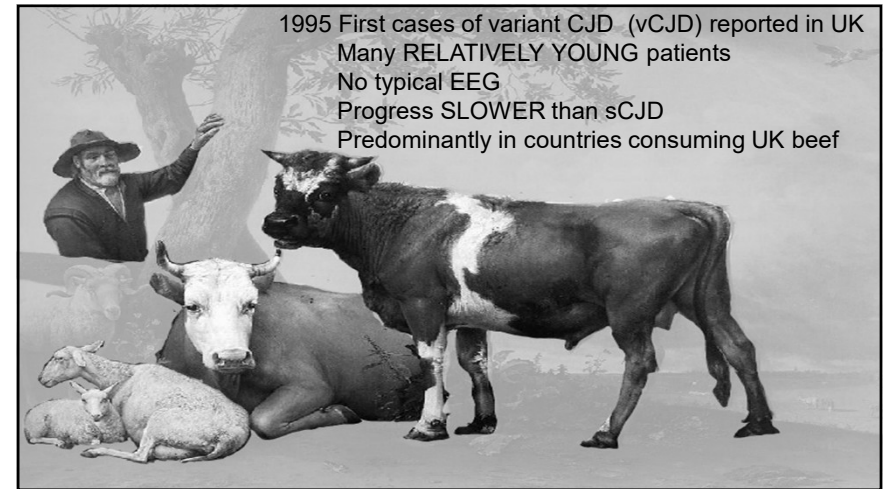 1995 First cases of variant CJD (vCJD) reported in UK
Many RELATIVELY YOUNG patients
No typical EEG
Progress SLOWER than sCJD
Predominantly in countries consuming UK beef